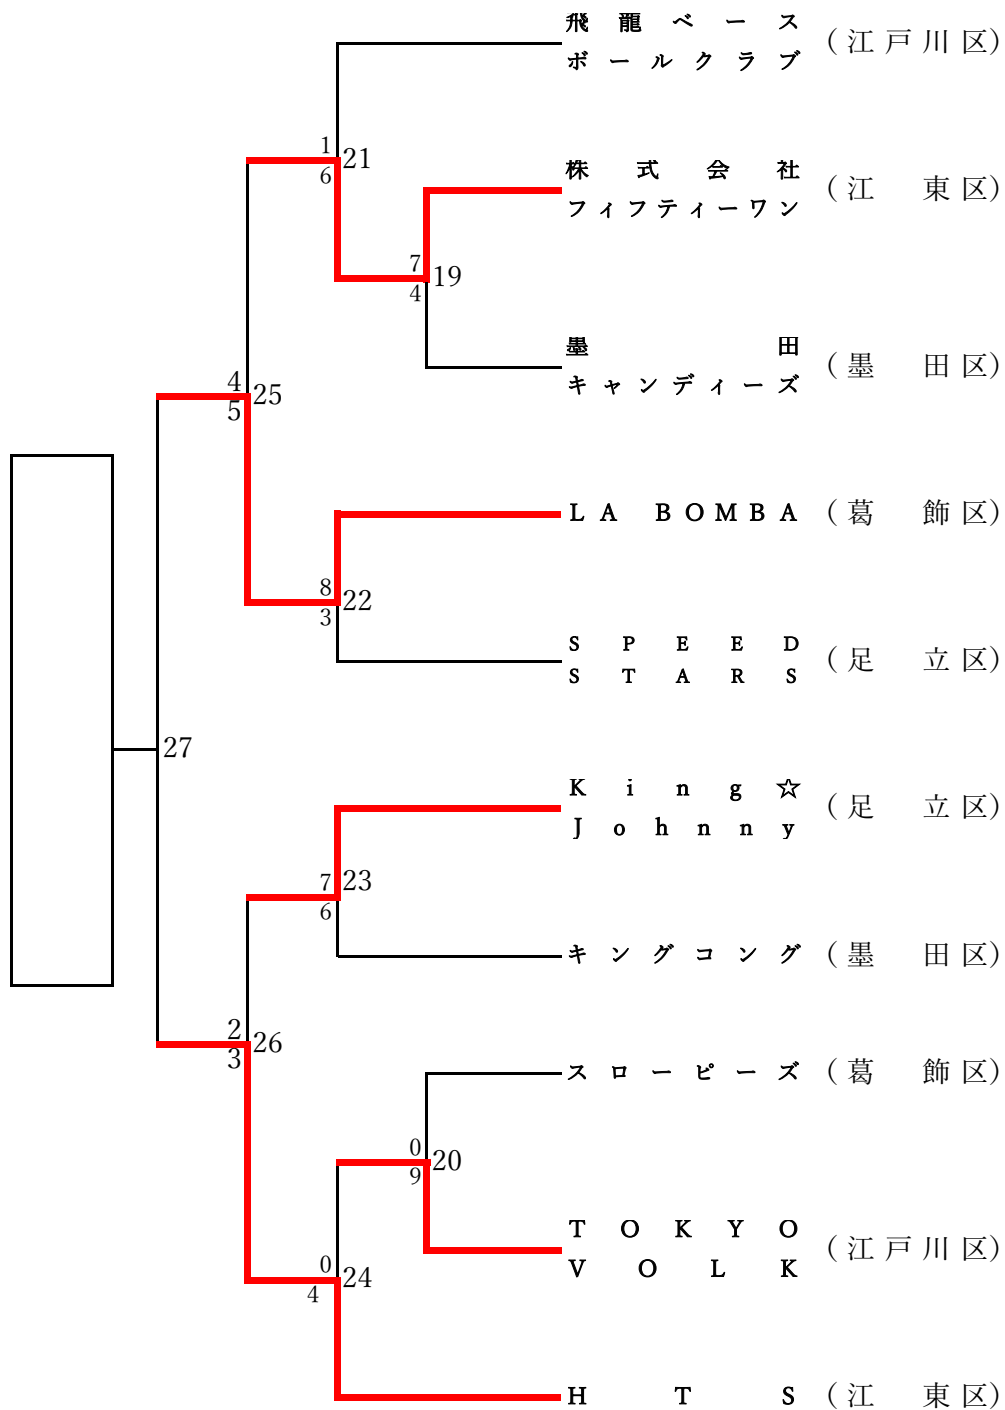 飛龍ベース
ボールクラブ
(江戸川区)
1
21
6
株式会社
フィフティーワン
(江東区)
7
19
4
墨田
キャンディーズ
(墨田区)
4
25
5
LA BOMBA
(葛飾区)
8
22
3
SPEED
STARS
(足立区)
27
King☆
Johnny
(足立区)
7
23
6
キングコング
(墨田区)
2
26
3
スローピーズ
(葛飾区)
0
20
9
TOKYO
VOLK
(江戸川区)
0
24
4
HTS
(江東区)